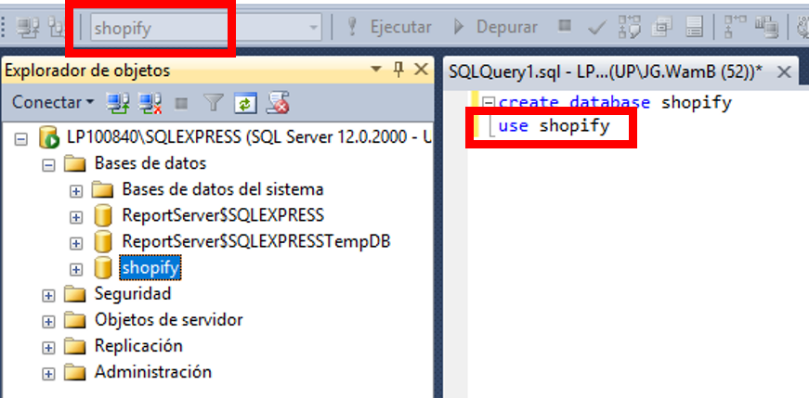 shopify Ejecutar Depurar
Explorador de objetos
Conectar
LP100840\SQLEXPRESS (SQL Server 12.0.2000 - U
Bases de datos
Bases de datos del sistema
ReportServer$SQLEXPRESS
ReportServer$SQLEXPRESSTempDB
shopify
Seguridad
Objetos de servidor
Replicación
Administración
SQLQuery1.sql - LP...(UP\JG.WamB (52))*
create database shopify
use shopify